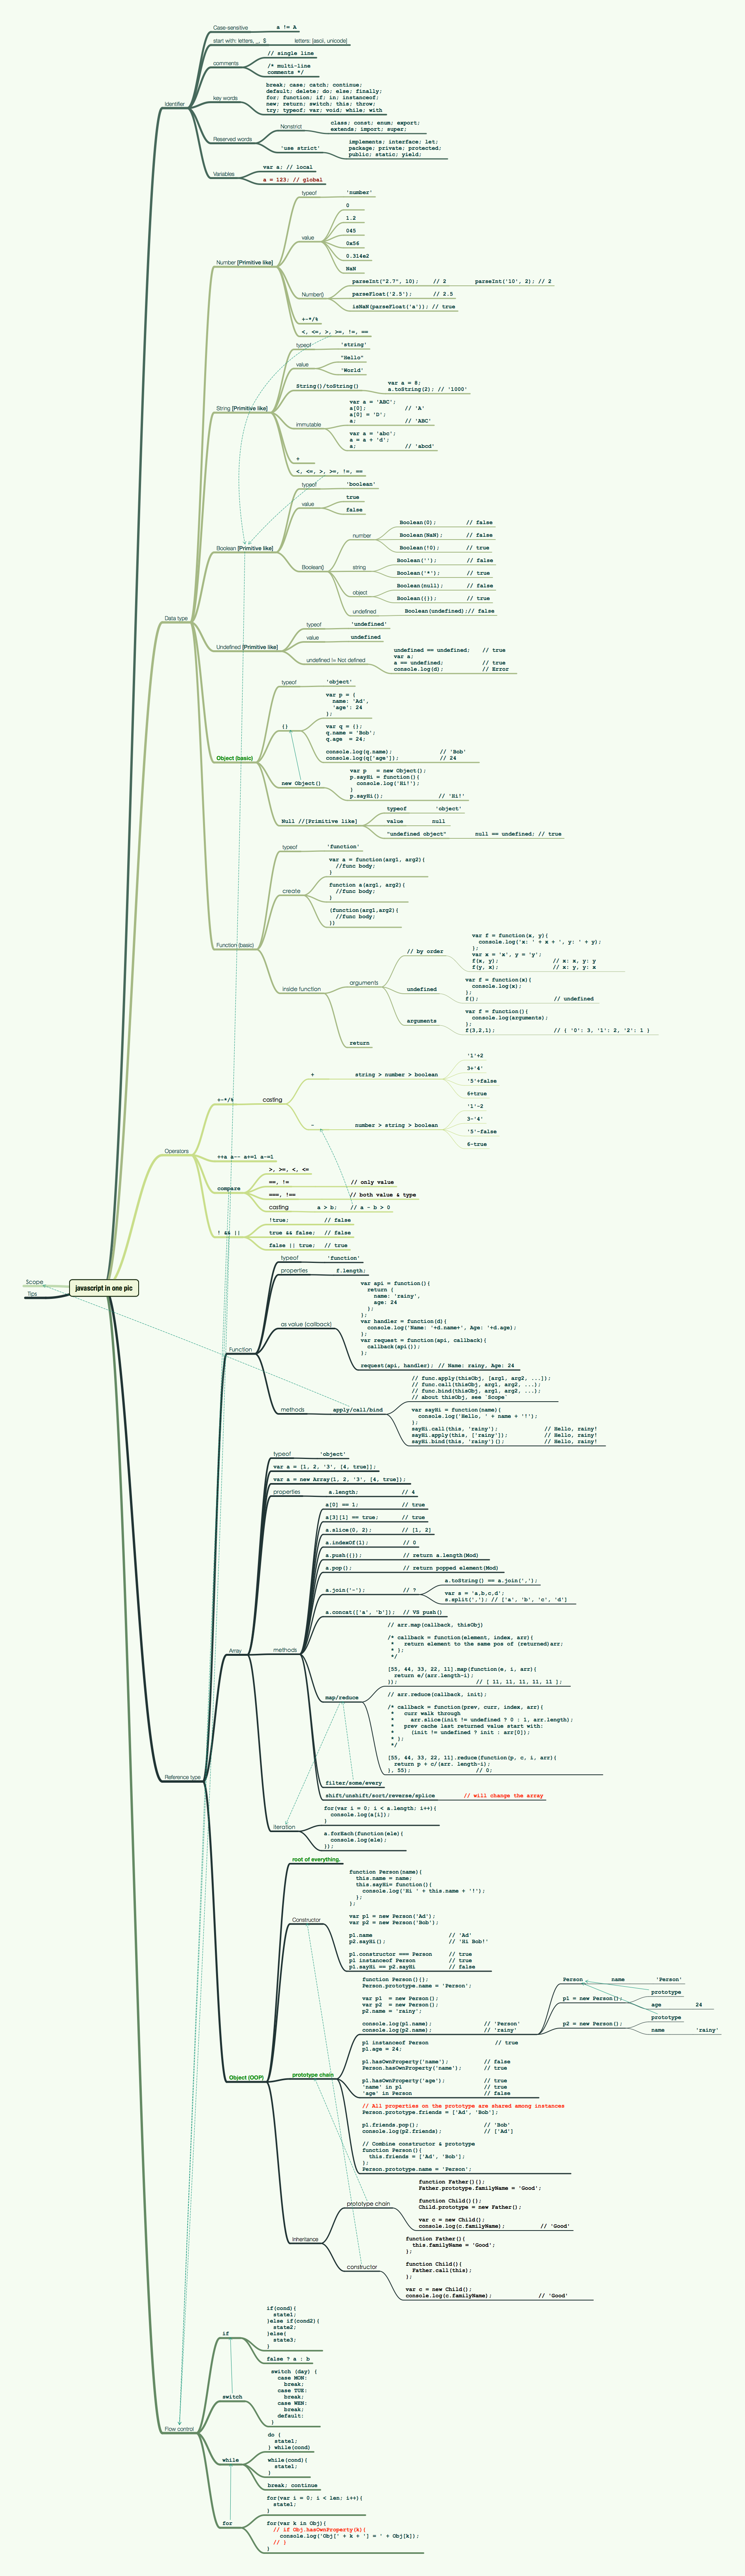 Case-sensitive
a != A
start with: letters, _, $
letters: [ascii, unicode]
comments
// single line
/* multi-line
comments */
key words
break; case; catch; continue;
default; delete; do; else; finally;
for; function; if; in; instanceof;
new; return; switch; this; throw;
try; typeof; var; void; while; with
Identifier
Reserved words
Nonstrict
class; const; enum; export;
extends; import; super;
'use strict'
implements; interface; let;
package; private; protected;
public; static; yield;
Variables
var a; // local
a = 123; // global
Data type
Number [Primitive like]
typeof
'number'
value
0
1.2
045
0x56
0.314e2
NaN
Number()
parseInt("2.7", 10); // 2
parseInt('10', 2); // 2
parseFloat('2.5'); // 2.5
isNaN(parseFloat('a')); // true
+-*/%
<, <=, >, >=, !=, ==
String [Primitive like]
typeof
'string'
value
"Hello"
'World'
String()/toString()
var a = 8;
a.toString(2); // '1000'
immutable
var a = 'ABC';
a[0]; // 'A'
a[0] = 'D';
a; // 'ABC'
var a = 'abc';
a = a + 'd';
a; // 'abcd'
+
<, <=, >, >=, !=, ==
Boolean [Primitive like]
typeof
'boolean'
value
true
false
Boolean()
number
Boolean(0); // false
Boolean(NaN); // false
Boolean(!0); // true
string
Boolean(''); // false
Boolean('*'); // true
object
Boolean(null); // false
Boolean({}); // true
undefined
Boolean(undefined);// false
Undefined [Primitive like]
typeof
'undefined'
value
undefined
undefined != Not defined
undefined == undefined; // true
var a;
a == undefined; // true
console.log(d); // Error
Object (basic)
typeof
'object'
{}
var p = {
name: 'Ad',
'age': 24
};
var q = {};
q.name = 'Bob';
q.age = 24;
console.log(q.name); // 'Bob'
console.log(q['age']); // 24
new Object()
var p = new Object();
p.sayHi = function(){
console.log('Hi!');
}
p.sayHi(); // 'Hi!'
Null //[Primitive like]
typeof
'object'
value
null
"undefined object"
null == undefined; // true
Function (basic)
typeof
'function'
create
var a = function(arg1, arg2){
//func body;
}
function a(arg1, arg2){
//func body;
}
(function(arg1,arg2){
//func body;
})
inside function
arguments
// by order
var f = function(x, y){
console.log('x: ' + x + ', y: ' + y);
};
var x = 'x', y = 'y';
f(x, y); // x: x, y: y
f(y, x); // x: y, y: x
undefined
var f = function(x){
console.log(x);
};
f(); // undefined
arguments
var f = function(){
console.log(arguments);
};
f(3,2,1); // { '0': 3, '1': 2, '2': 1 }
return
Operators
+-*/%
casting
+
string > number > boolean
'1'+2
3+'4'
'5'+false
6+true
-
number > string > boolean
'1'-2
3-'4'
'5'-false
6-true
++a a-- a+=1 a-=1
compare
>, >=, <, <=
==, != // only value
===, !== // both value & type
casting
a > b; // a - b > 0
! && ||
!true; // false
true && false; // false
false || true; // true
Scope
Tips
javascript in one pic
Reference type
Function
typeof
'function'
properties
f.length;
as value (callback)
var api = function(){
return {
name: 'rainy',
age: 24
};
};
var handler = function(d){
console.log('Name: '+d.name+', Age: '+d.age);
};
var request = function(api, callback){
callback(api());
};
request(api, handler); // Name: rainy, Age: 24
methods
apply/call/bind
// func.apply(thisObj, [arg1, arg2, ...]);
// func.call(thisObj, arg1, arg2, ...);
// func.bind(thisObj, arg1, arg2, ...);
// about thisObj, see `Scope`
var sayHi = function(name){
console.log('Hello, ' + name + '!');
};
sayHi.call(this, 'rainy'); // Hello, rainy!
sayHi.apply(this, ['rainy']); // Hello, rainy!
sayHi.bind(this, 'rainy')(); // Hello, rainy!
Array
typeof
'object'
var a = [1, 2, '3', [4, true]];
var a = new Array(1, 2, '3', [4, true]);
properties
a.length; // 4
methods
a[0] == 1; // true
a[3][1] == true; // true
a.slice(0, 2); // [1, 2]
a.indexOf(1); // 0
a.push({}); // return a.length(Mod)
a.pop(); // return popped element(Mod)
a.join('-'); // ?
a.toString() == a.join(',');
var s = 'a,b,c,d';
s.split(','); // ['a', 'b', 'c', 'd']
a.concat(['a', 'b']); // VS push()
map/reduce
// arr.map(callback, thisObj)
/* callback = function(element, index, arr){
* return element to the same pos of (returned)arr;
* };
*/
[55, 44, 33, 22, 11].map(function(e, i, arr){
return e/(arr.length-i);
}); // [ 11, 11, 11, 11, 11 ];
// arr.reduce(callback, init);
/* callback = function(prev, curr, index, arr){
* curr walk through
* arr.slice(init != undefined ? 0 : 1, arr.length);
* prev cache last returned value start with:
* (init != undefined ? init : arr[0]);
* };
*/
[55, 44, 33, 22, 11].reduce(function(p, c, i, arr){
return p + c/(arr. length-i);
}, 55); // 0;
filter/some/every
shift/unshift/sort/reverse/splice
// will change the array
iteration
for(var i = 0; i < a.length; i++){
console.log(a[i]);
}
a.forEach(function(ele){
console.log(ele);
});
Object (OOP)
root of everything.
Constructor
function Person(name){
this.name = name;
this.sayHi= function(){
console.log('Hi ' + this.name + '!');
};
};
var p1 = new Person('Ad');
var p2 = new Person('Bob');
p1.name // 'Ad'
p2.sayHi(); // 'Hi Bob!'
p1.constructor === Person // true
p1 instanceof Person // true
p1.sayHi == p2.sayHi // false
prototype chain
function Person(){};
Person.prototype.name = 'Person';
var p1 = new Person();
var p2 = new Person();
p2.name = 'rainy';
console.log(p1.name); // 'Person'
console.log(p2.name); // 'rainy'
Person
name
'Person'
p1 = new Person();
prototype
age
24
p2 = new Person();
prototype
name
'rainy'
p1 instanceof Person // true
p1.age = 24;
p1.hasOwnProperty('name'); // false
Person.hasOwnProperty('name'); // true
p1.hasOwnProperty('age'); // true
'name' in p1 // true
'age' in Person // false
// All properties on the prototype are shared among instances
Person.prototype.friends = ['Ad', 'Bob'];
p1.friends.pop(); // 'Bob'
console.log(p2.friends); // ['Ad']
// Combine constructor & prototype
function Person(){
this.friends = ['Ad', 'Bob'];
};
Person.prototype.name = 'Person';
Inheritance
prototype chain
function Father(){};
Father.prototype.familyName = 'Good';
function Child(){};
Child.prototype = new Father();
var c = new Child();
console.log(c.familyName); // 'Good'
constructor
function Father(){
this.familyName = 'Good';
};
function Child(){
Father.call(this);
};
var c = new Child();
console.log(c.familyName); // 'Good'
Flow control
if
if(cond){
state1;
}else if(cond2){
state2;
}else{
state3;
}
false ? a : b
switch
switch (day) {
case MON:
break;
case TUE:
break;
case WEN:
break;
default:
}
while
do {
state1;
} while(cond)
while(cond){
state1;
}
break; continue
for
for(var i = 0; i < len; i++){
state1;
}
for(var k in Obj){
// if Obj.hasOwnProperty(k){
console.log('Obj[' + k + '] = ' + Obj[k]);
// }
}